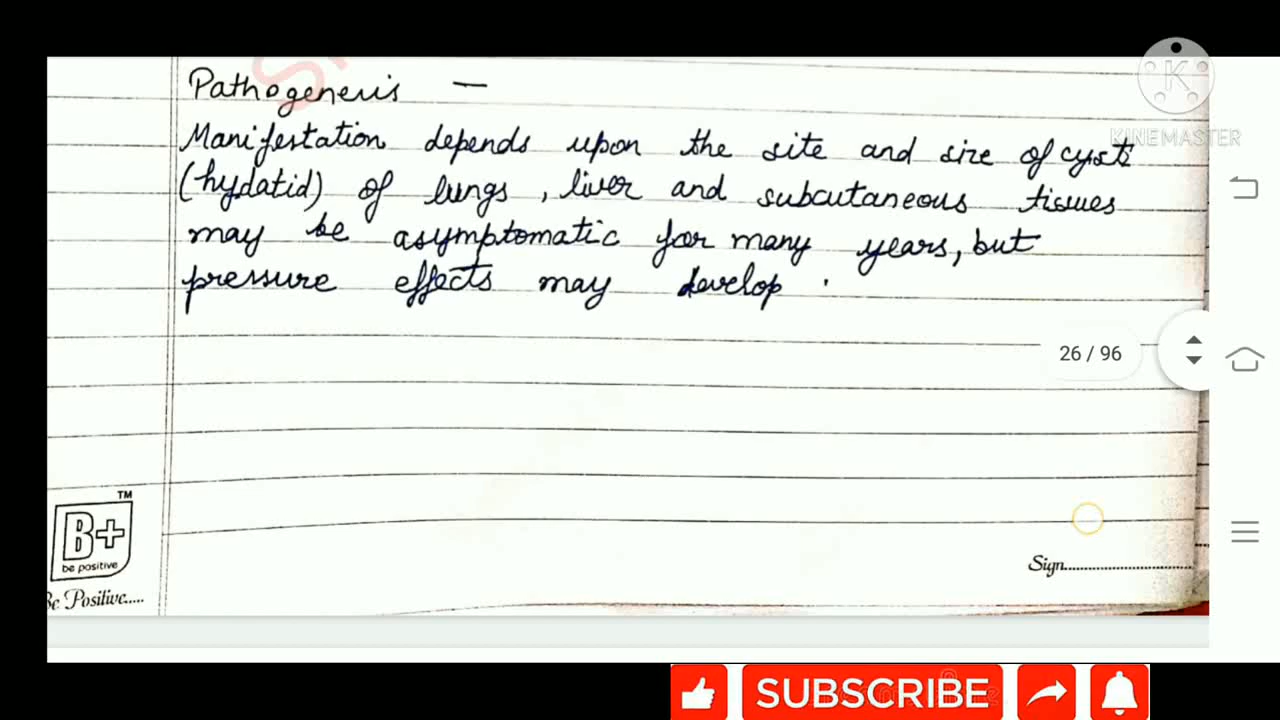 Pathogenesis —
KINEMASTER
Manifestation depends upon the site and size of cysts
(hydatid) of lungs, liver and subcutaneous tissues
may be asymptomatic for many years, but
pressure effects may develop.
26 / 96
TM
B+
be positive
Be Positive.....
Sign..............................
SUBSCRIBE